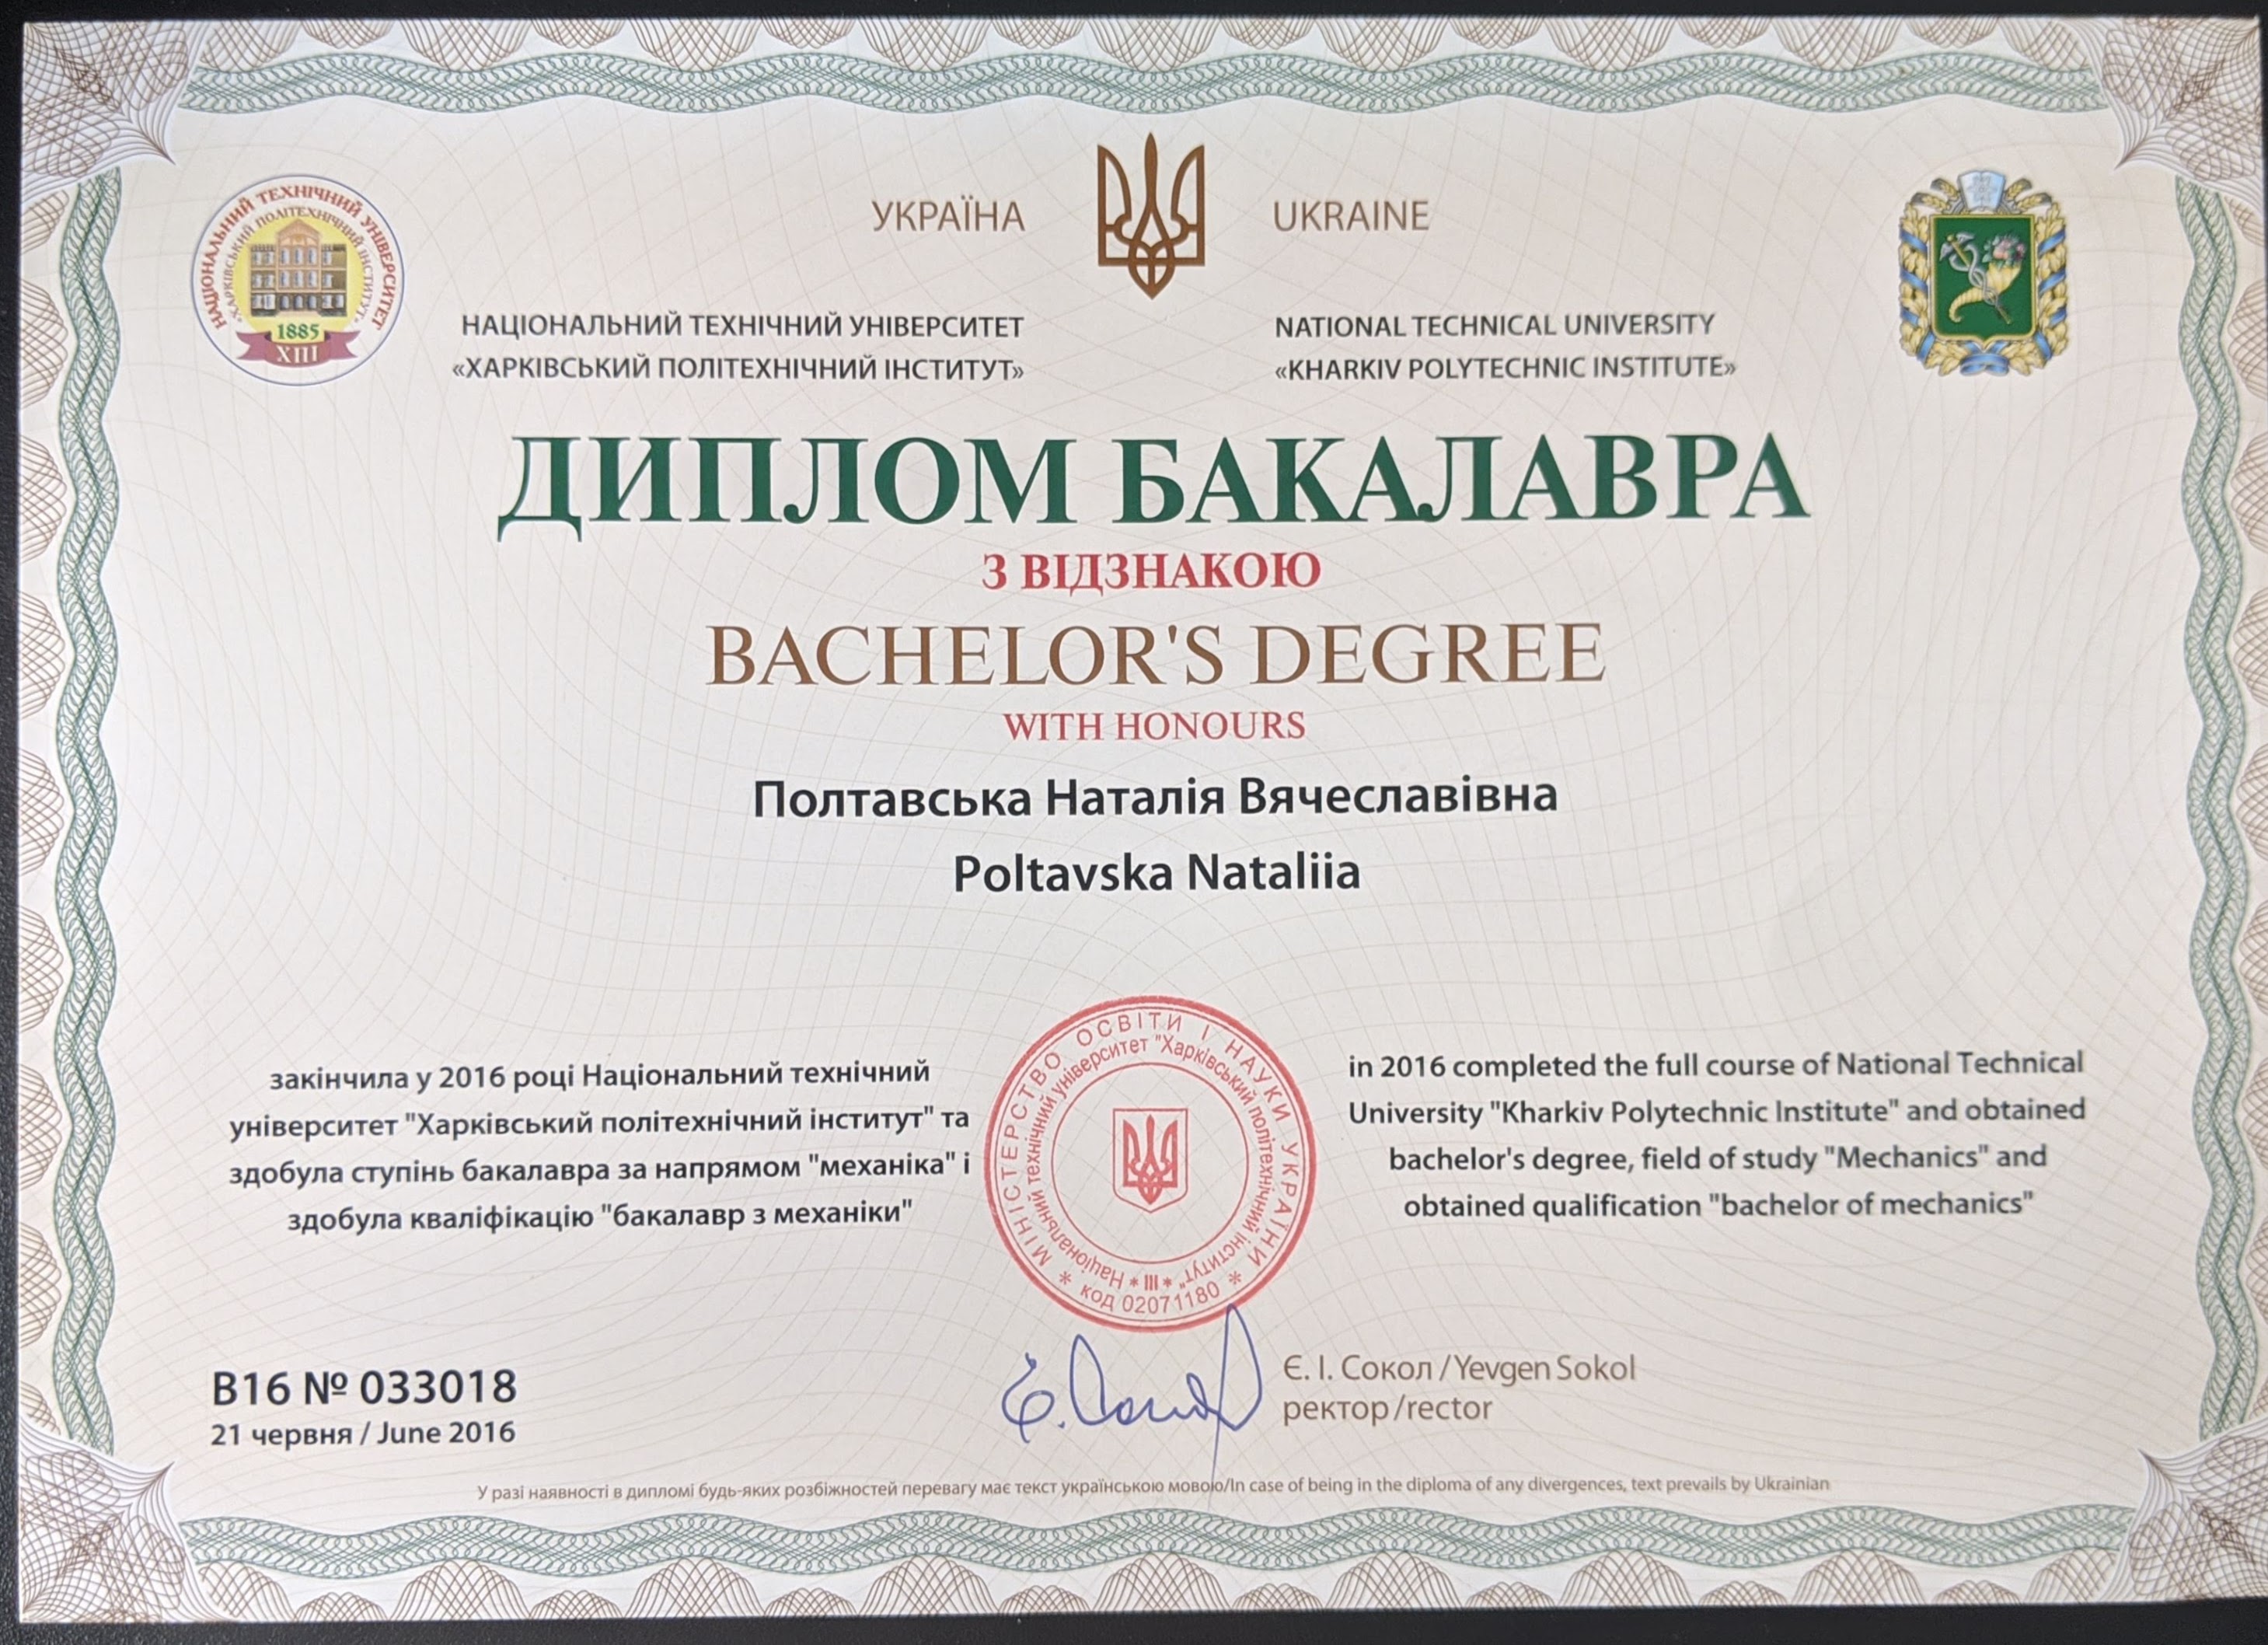 НАЦІОНАЛЬНИЙ ТЕХНІЧНИЙ УНІВЕРСИТЕТ
«ХАРКІВСЬКИЙ ПОЛІТЕХНІЧНИЙ ІНСТИТУТ»
1885
ХПІ
УКРАЇНА
UKRAINE
НАЦІОНАЛЬНИЙ ТЕХНІЧНИЙ УНІВЕРСИТЕТ
«ХАРКІВСЬКИЙ ПОЛІТЕХНІЧНИЙ ІНСТИТУТ»
NATIONAL TECHNICAL UNIVERSITY
«KHARKIV POLYTECHNIC INSTITUTE»
ДИПЛОМ БАКАЛАВРА
З ВІДЗНАКОЮ
BACHELOR'S DEGREE
WITH HONOURS
Полтавська Наталія Вячеславівна
Poltavska Nataliia
закінчила у 2016 році Національний технічний
університет "Харківський політехнічний інститут" та
здобула ступінь бакалавра за напрямом "механіка" і
здобула кваліфікацію "бакалавр з механіки"
МІНІСТЕРСТВО ОСВІТИ І НАУКИ УКРАЇНИ
* код 02071180 *
Національний технічний університет "Харківський політехнічний інститут"
* III *
in 2016 completed the full course of National Technical
University "Kharkiv Polytechnic Institute" and obtained
bachelor's degree, field of study "Mechanics" and
obtained qualification "bachelor of mechanics"
В16 № 033018
21 червня / June 2016
Є. І. Сокол / Yevgen Sokol
ректор/rector
У разі наявності в дипломі будь-яких розбіжностей перевагу має текст українською мовою/In case of being in the diploma of any divergences, text prevails by Ukrainian